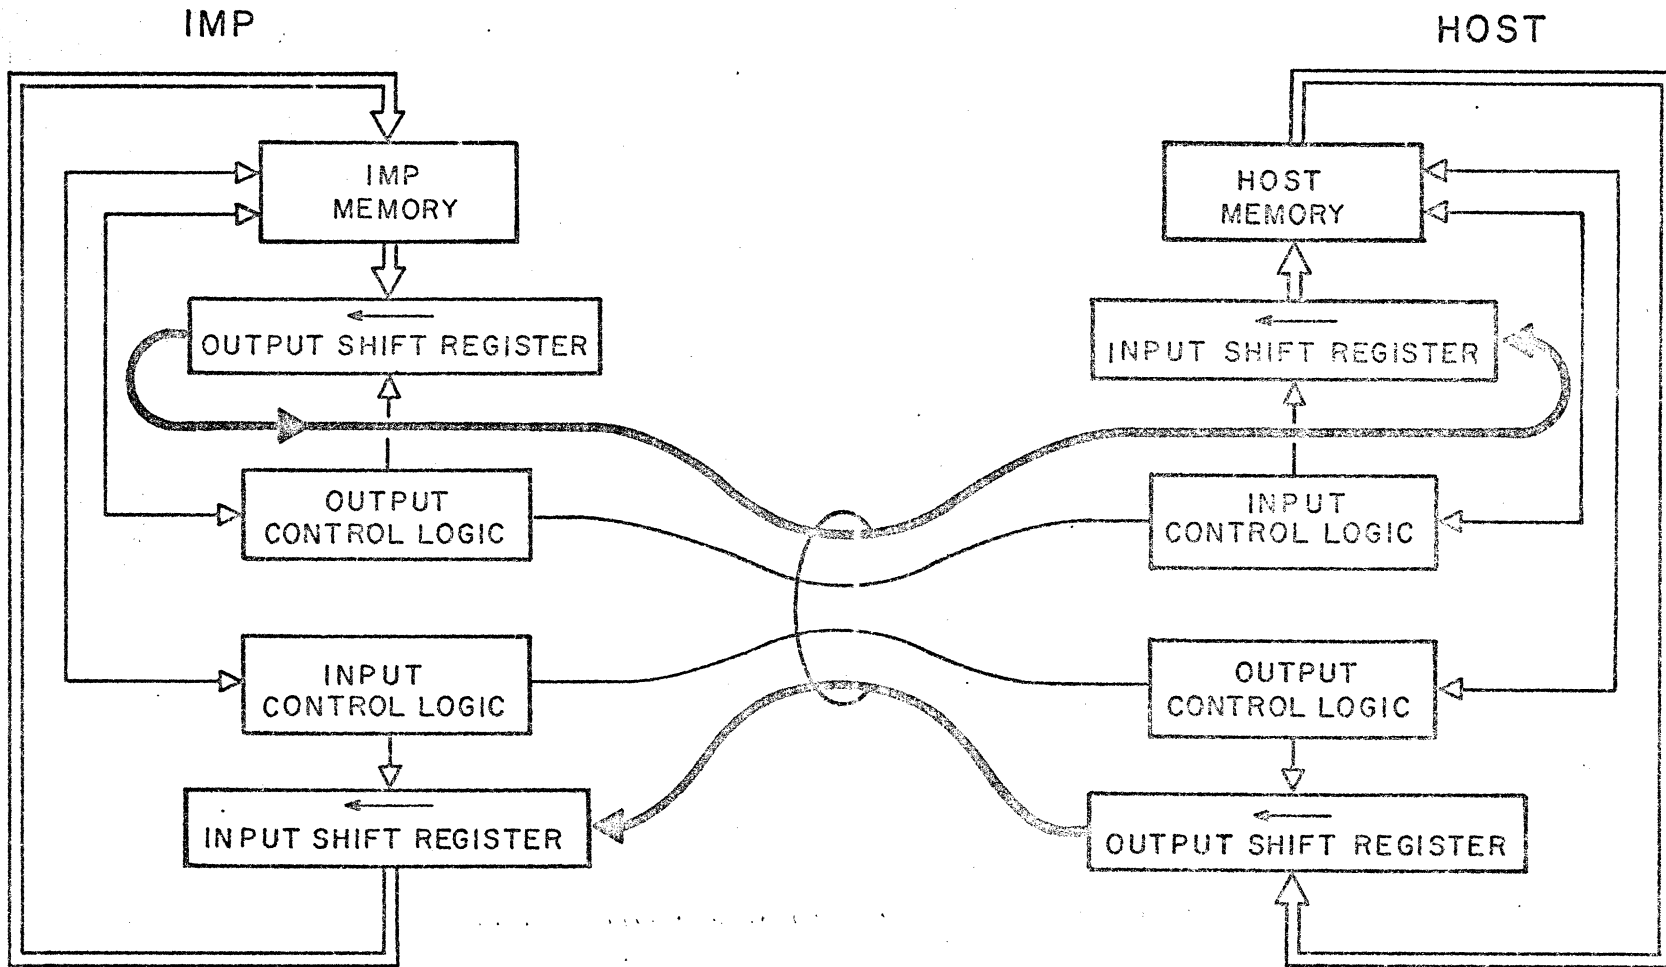 IMP
HOST
IMP
MEMORY
OUTPUT SHIFT REGISTER
OUTPUT
CONTROL LOGIC
INPUT
CONTROL LOGIC
INPUT SHIFT REGISTER
HOST
MEMORY
INPUT SHIFT REGISTER
INPUT
CONTROL LOGIC
OUTPUT
CONTROL LOGIC
OUTPUT SHIFT REGISTER